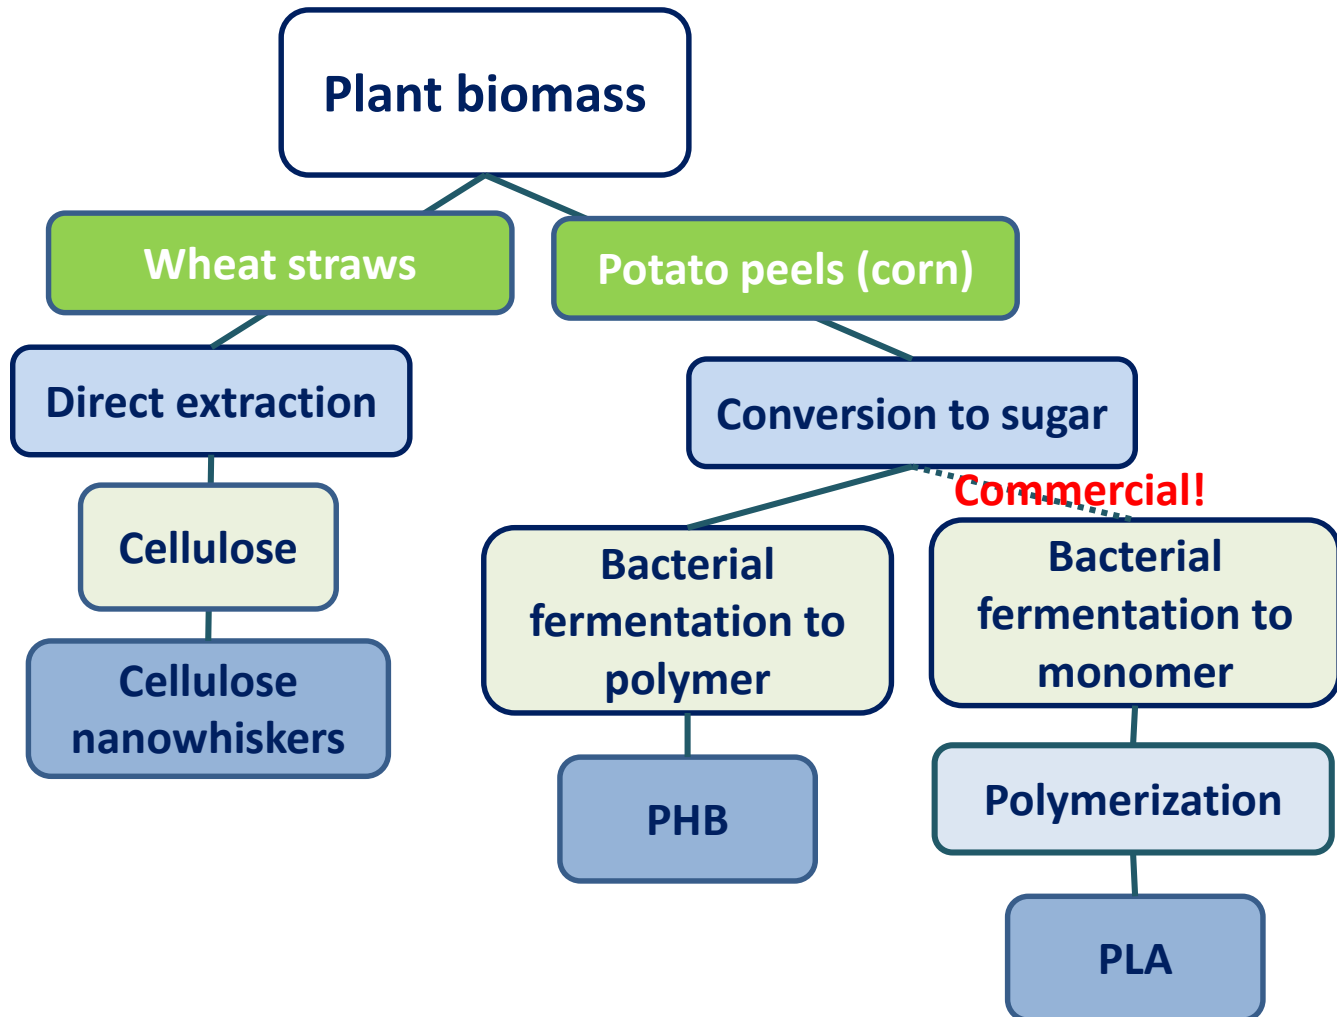 Plant biomass
Wheat straws
Potato peels (corn)
Direct extraction
Conversion to sugar
Commercial!
Cellulose
Bacterial
fermentation to
polymer
Bacterial
fermentation to
monomer
Cellulose
nanowhiskers
PHB
Polymerization
PLA